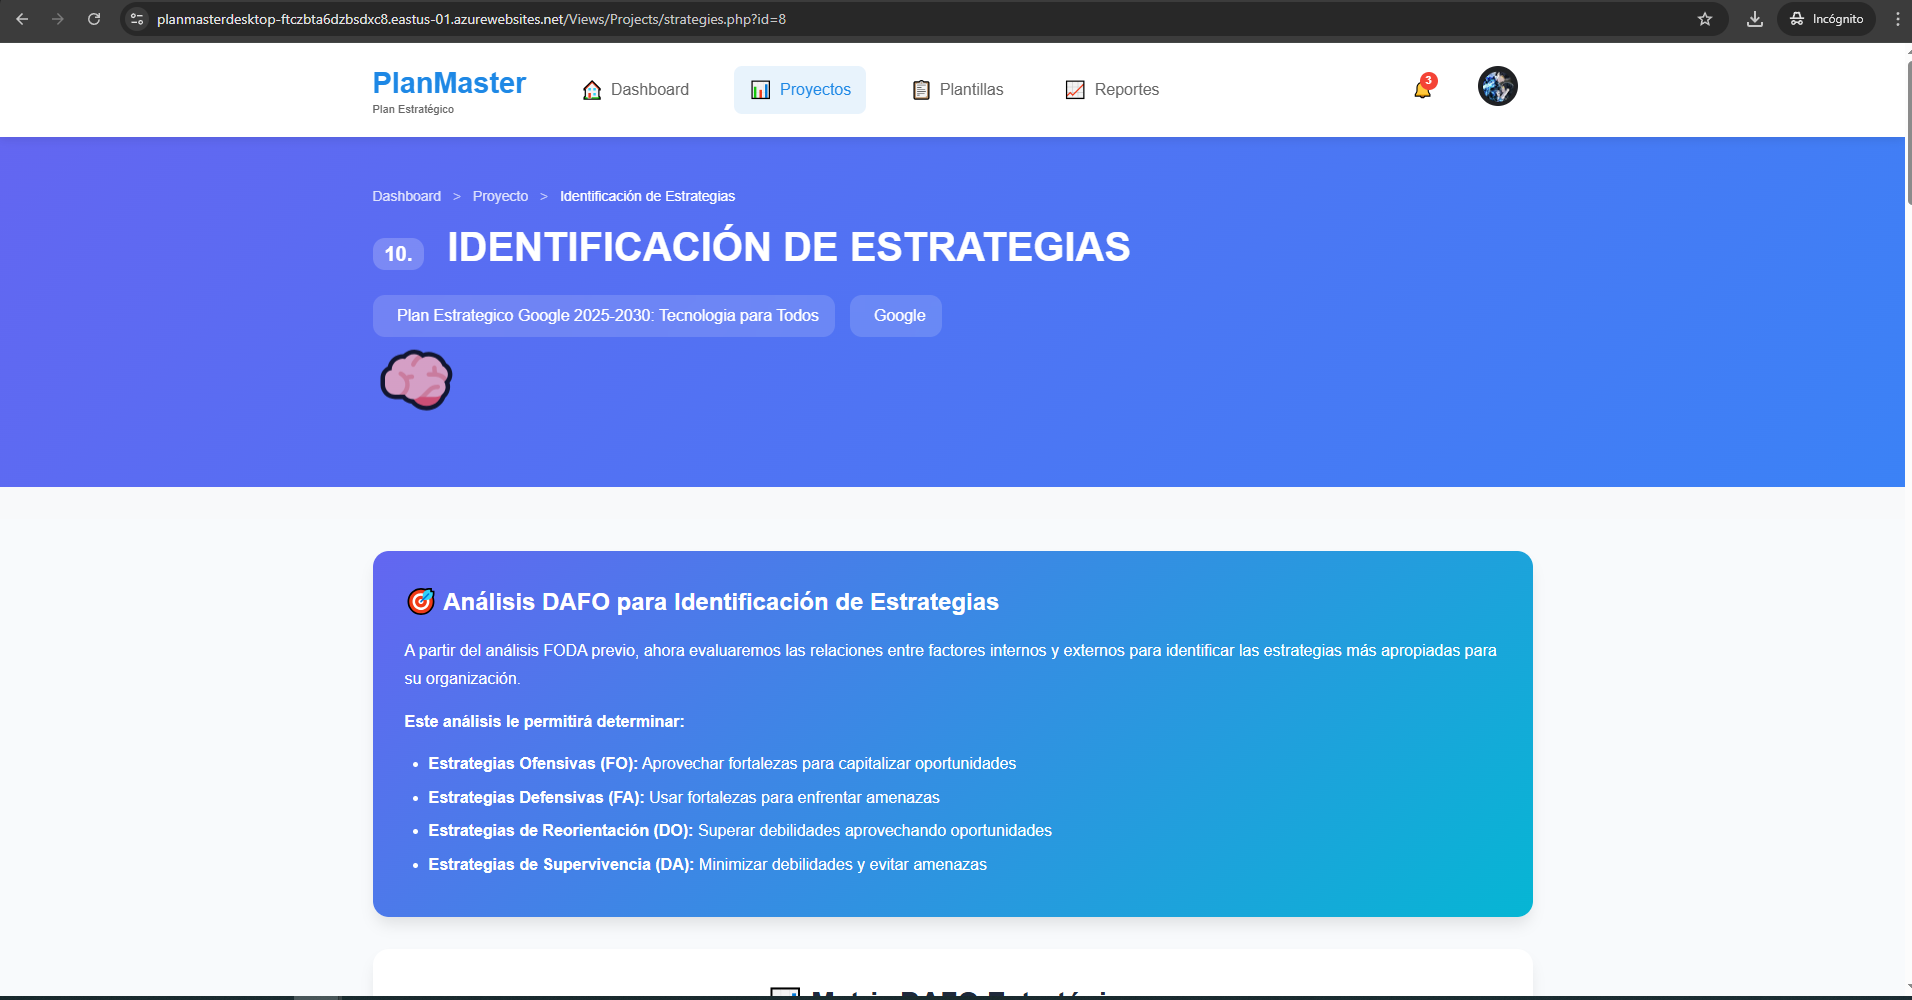 planmasterdesktop-ftczbta6dzbsdxc8.eastus-01.azurewebsites.net/Views/Projects/strategies.php?id=8
Incógnito
PlanMaster
Plan Estratégico
Dashboard
Proyectos
Plantillas
Reportes
3
Dashboard > Proyecto > Identificación de Estrategias
10. IDENTIFICACIÓN DE ESTRATEGIAS
Plan Estrategico Google 2025-2030: Tecnologia para Todos
Google
Análisis DAFO para Identificación de Estrategias
A partir del análisis FODA previo, ahora evaluaremos las relaciones entre factores internos y externos para identificar las estrategias más apropiadas para
su organización.
Este análisis le permitirá determinar:
• Estrategias Ofensivas (FO): Aprovechar fortalezas para capitalizar oportunidades
• Estrategias Defensivas (FA): Usar fortalezas para enfrentar amenazas
• Estrategias de Reorientación (DO): Superar debilidades aprovechando oportunidades
• Estrategias de Supervivencia (DA): Minimizar debilidades y evitar amenazas